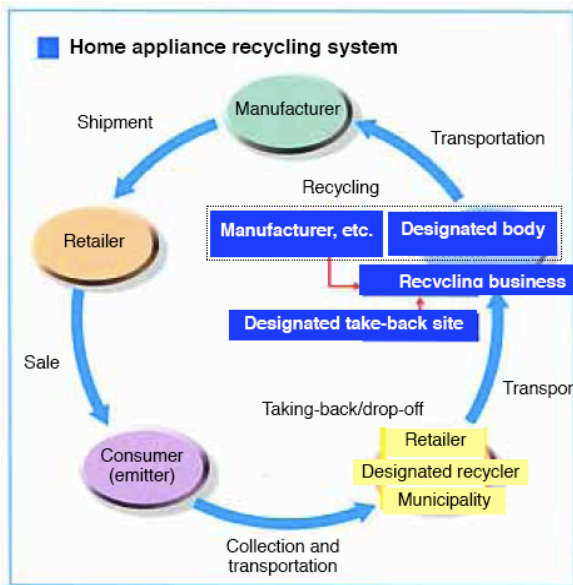 Home appliance recycling system
Manufacturer
Shipment
Transportation
Recycling
Manufacturer, etc.
Designated body
Retailer
Recycling business
Designated take-back site
Sale
Transpor
Taking-back/drop-off
Retailer
Consumer
(emitter)
Designated recycler
Municipality
Collection and
transportation